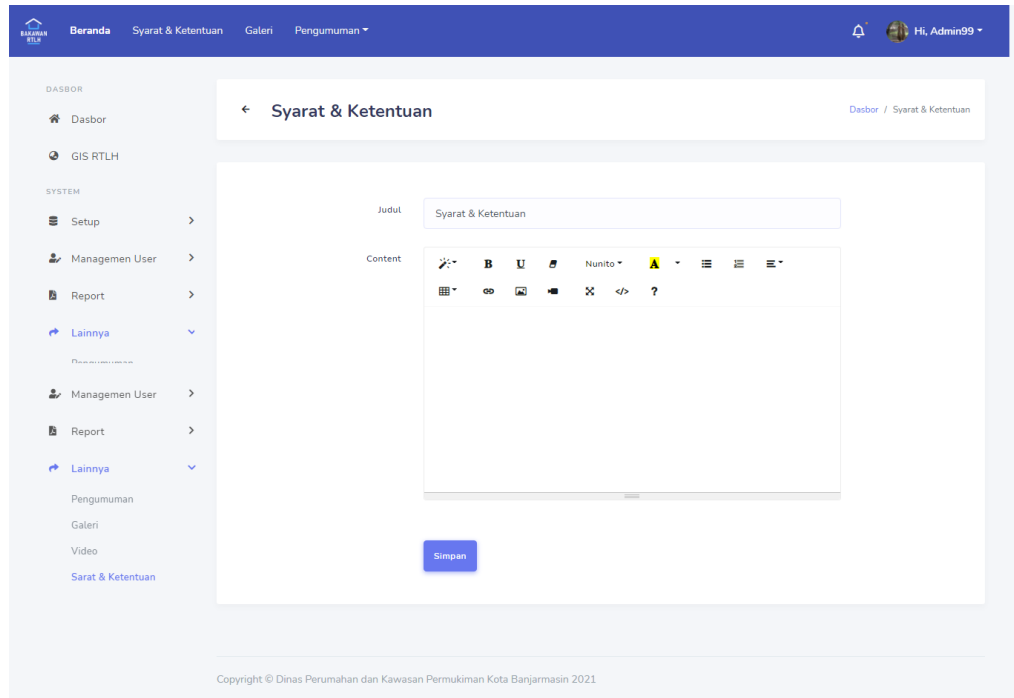 BAKAWAN
RTLH
Beranda Syarat & Ketentuan Galeri Pengumuman
Hi, Admin99
DASBOR
Dasbor
GIS RTLH
SYSTEM
Setup
Managemen User
Report
Lainnya
Pengumuman
Managemen User
Report
Lainnya
Pengumuman
Galeri
Video
Sarat & Ketentuan
Syarat & Ketentuan
Dasbor / Syarat & Ketentuan
Judul
Syarat & Ketentuan
Content
B U Nunito A
</> ?
Simpan
Copyright © Dinas Perumahan dan Kawasan Permukiman Kota Banjarmasin 2021